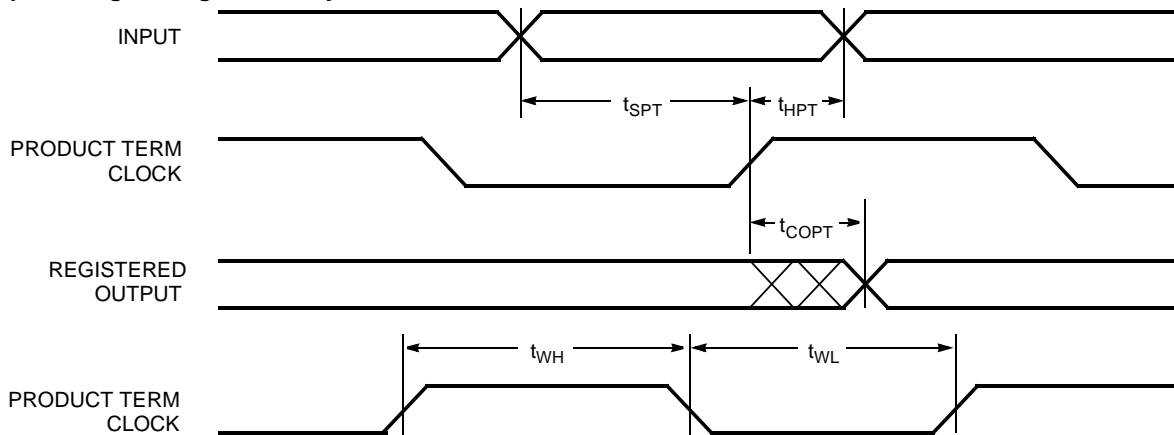 INPUT
tSPT
tHPT
PRODUCT TERM
CLOCK
tCOPT
REGISTERED
OUTPUT
tWH
tWL
PRODUCT TERM
CLOCK